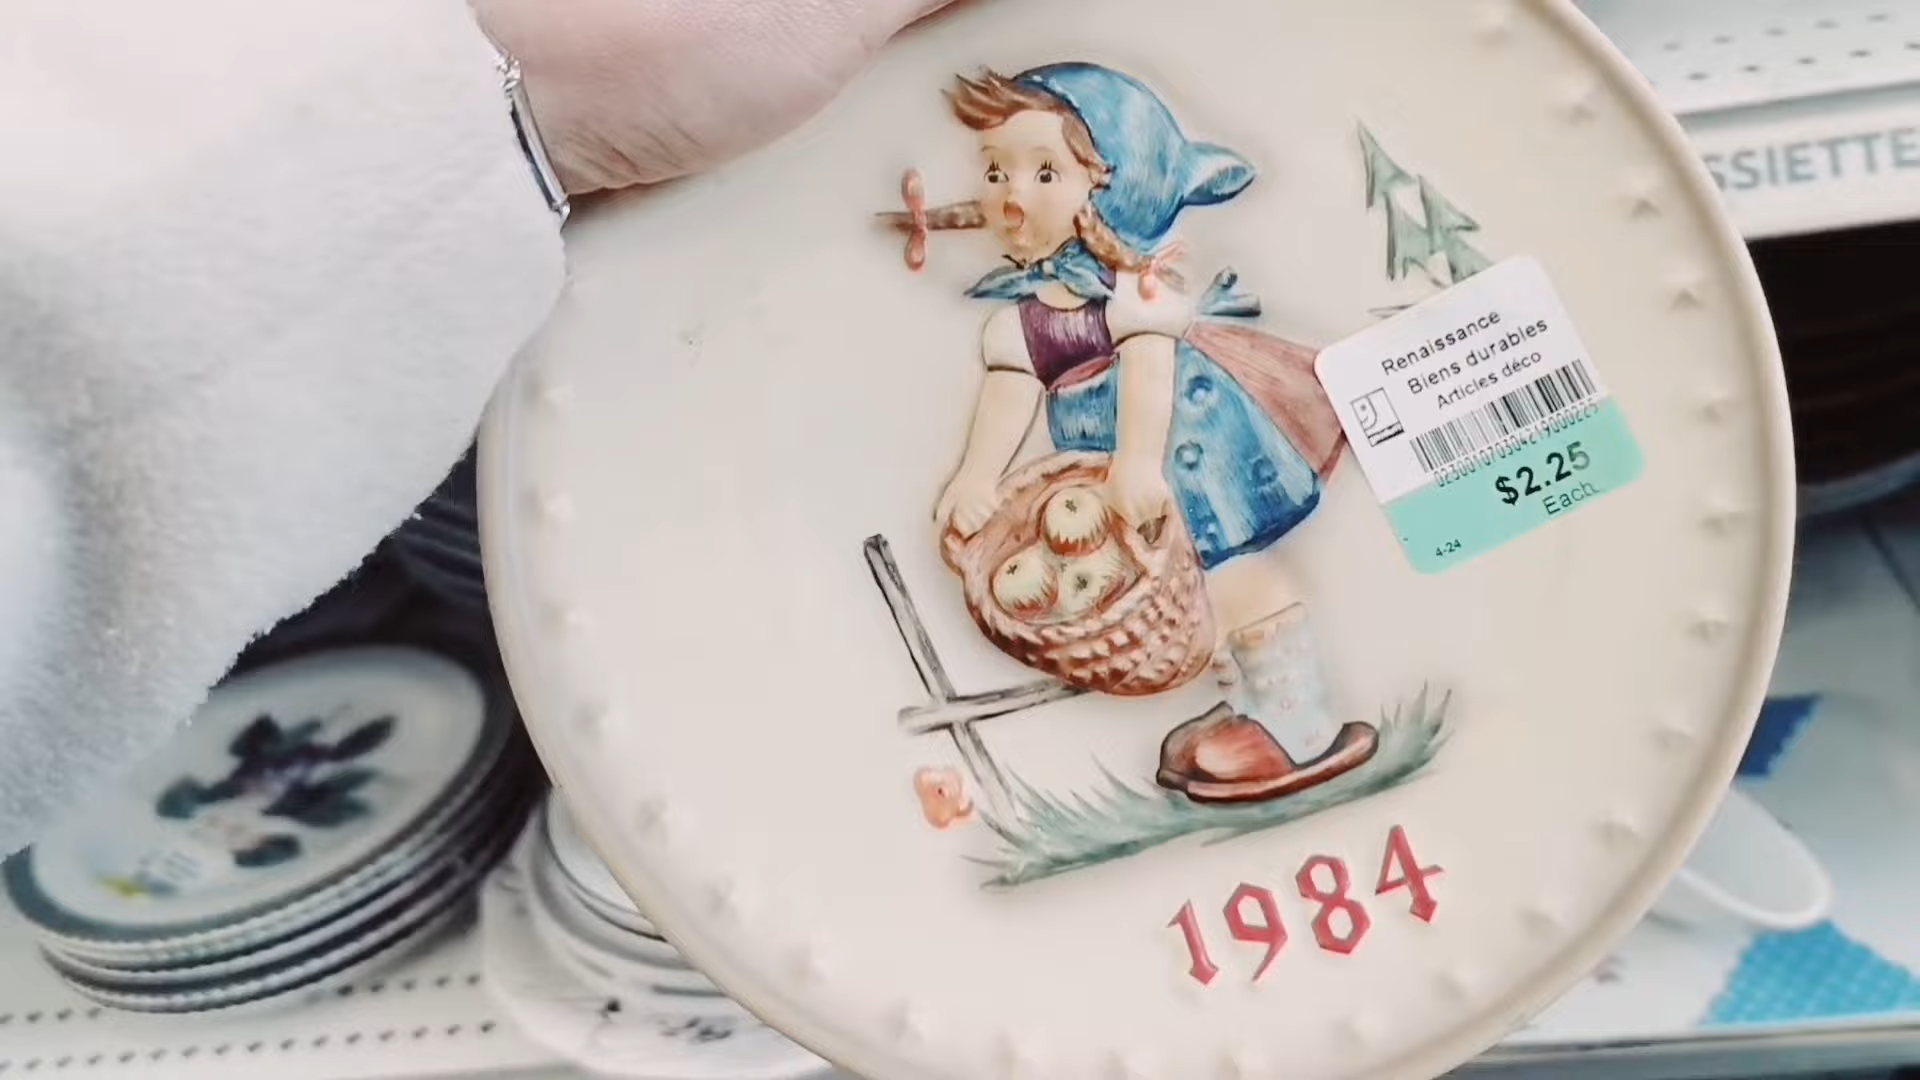 SSIETTE
Renaissance
Biens durables
Articles déco
$2.25
Each
4-24
1984